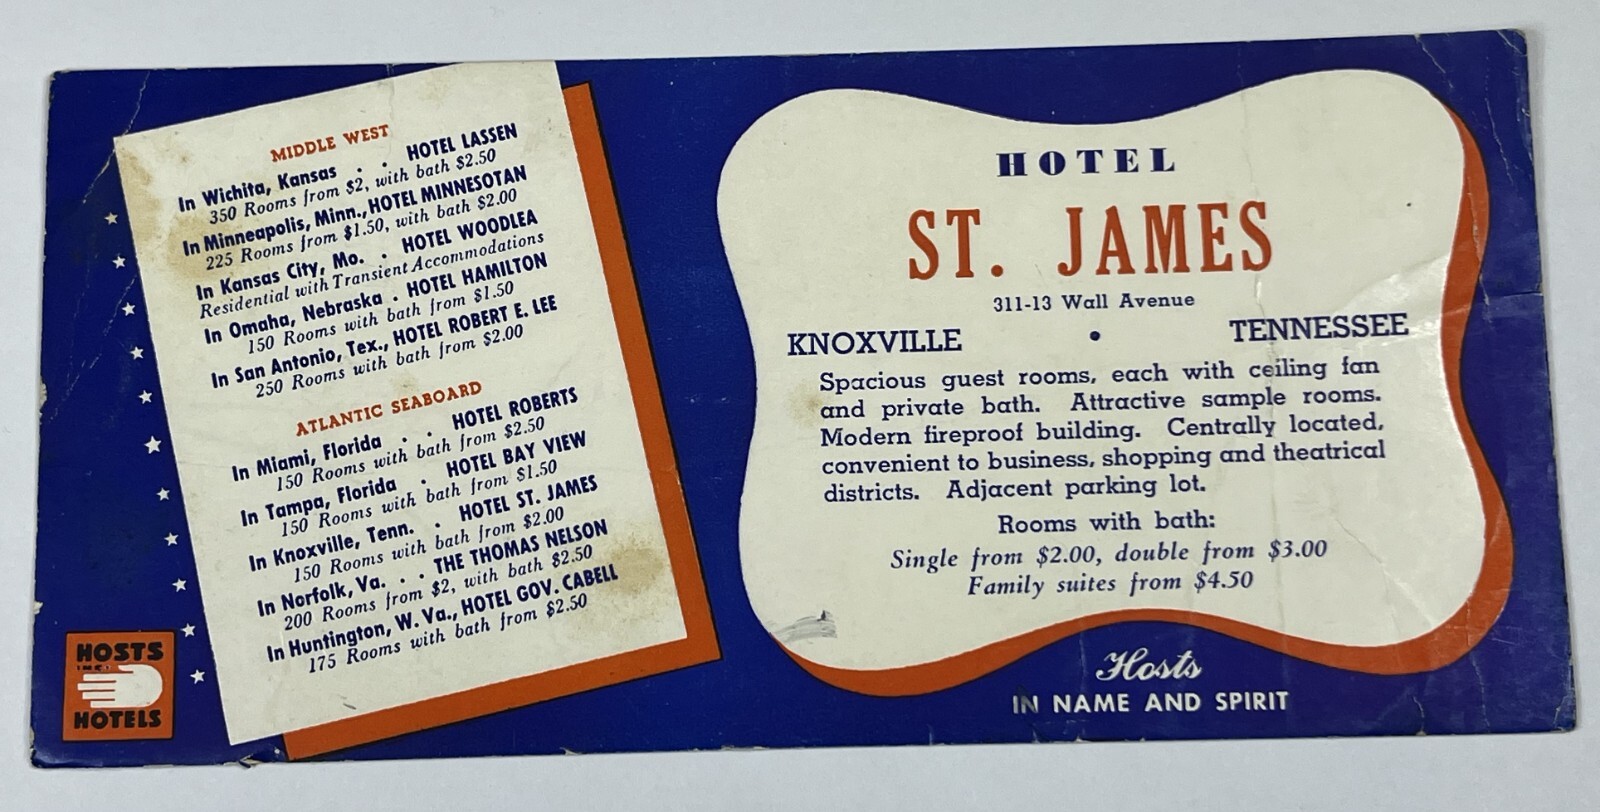 MIDDLE WEST
In Wichita, Kansas . . HOTEL LASSEN
350 Rooms from $2, with bath $2.50
In Minneapolis, Minn., HOTEL MINNESOTAN
225 Rooms from $1.50, with bath $2.00
In Kansas City, Mo. . HOTEL WOODLEA
Residential with Transient Accommodations
In Omaha, Nebraska . HOTEL HAMILTON
150 Rooms with bath from $1.50
In San Antonio, Tex., HOTEL ROBERT E. LEE
250 Rooms with bath from $2.00
ATLANTIC SEABOARD
In Miami, Florida . . HOTEL ROBERTS
150 Rooms with bath from $2.50
In Tampa, Florida . HOTEL BAY VIEW
150 Rooms with bath from $1.50
In Knoxville, Tenn. . HOTEL ST. JAMES
150 Rooms with bath from $2.00
In Norfolk, Va. . . THE THOMAS NELSON
200 Rooms from $2, with bath $2.50
In Huntington, W. Va., HOTEL GOV. CABELL
175 Rooms with bath from $2.50
HOSTS
INC.
HOTELS
HOTEL
ST. JAMES
311-13 Wall Avenue
KNOXVILLE • TENNESSEE
Spacious guest rooms, each with ceiling fan
and private bath. Attractive sample rooms.
Modern fireproof building. Centrally located,
convenient to business, shopping and theatrical
districts. Adjacent parking lot.
Rooms with bath:
Single from $2.00, double from $3.00
Family suites from $4.50
Hosts
IN NAME AND SPIRIT